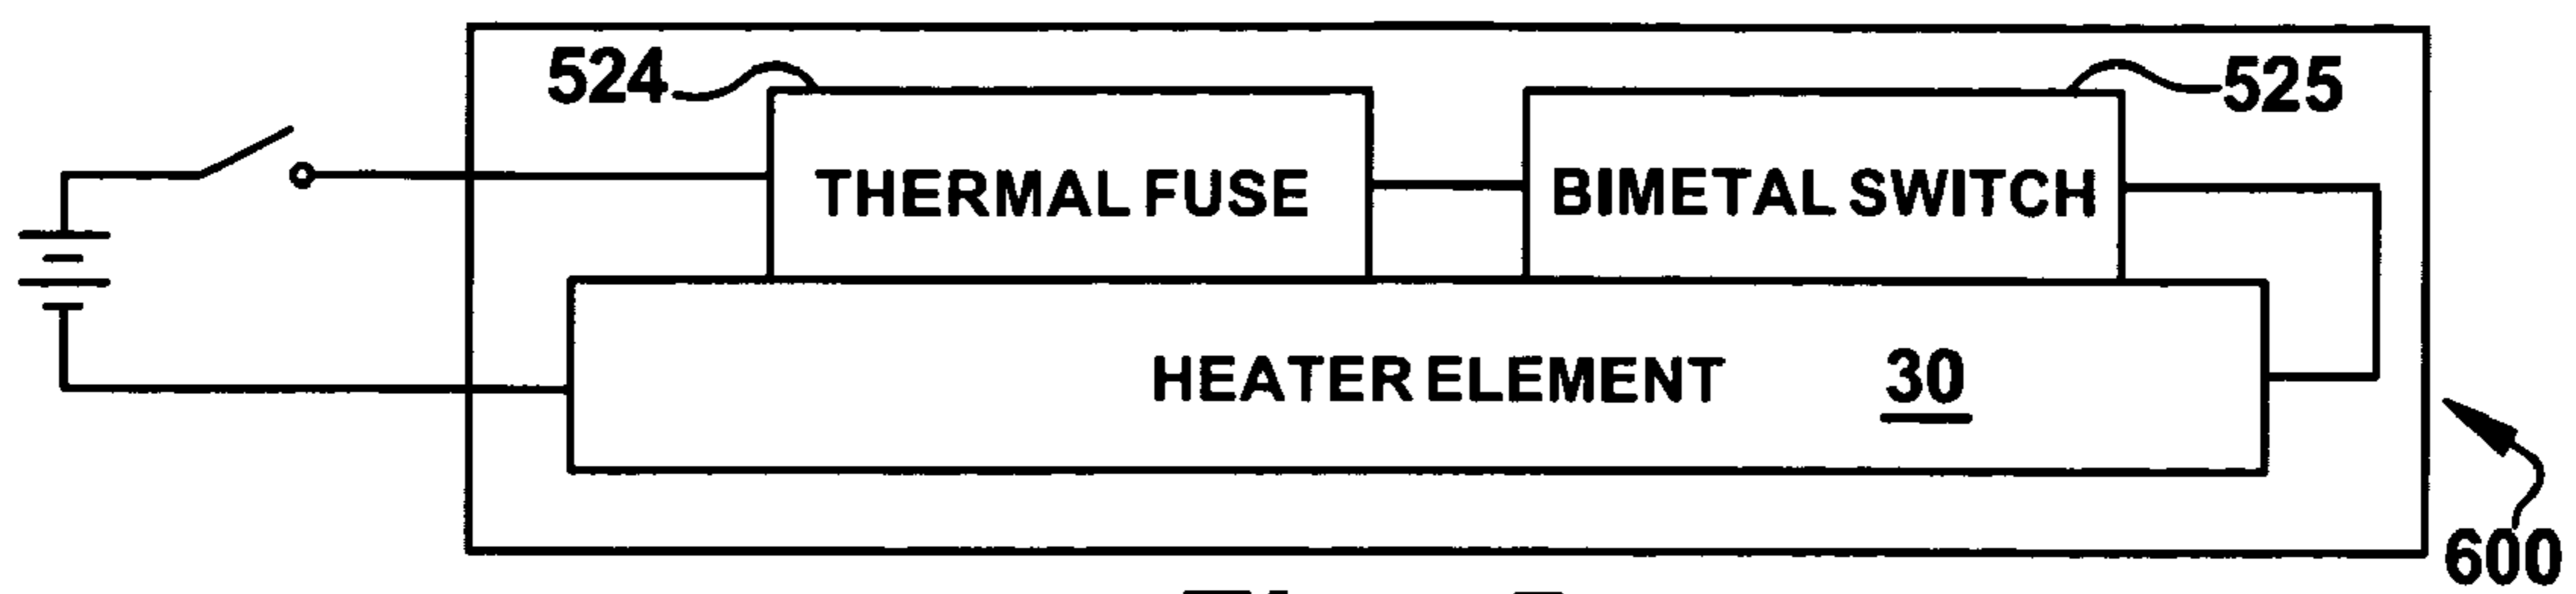 524
525
THERMAL FUSE
BIMETAL SWITCH
HEATER ELEMENT 30
600